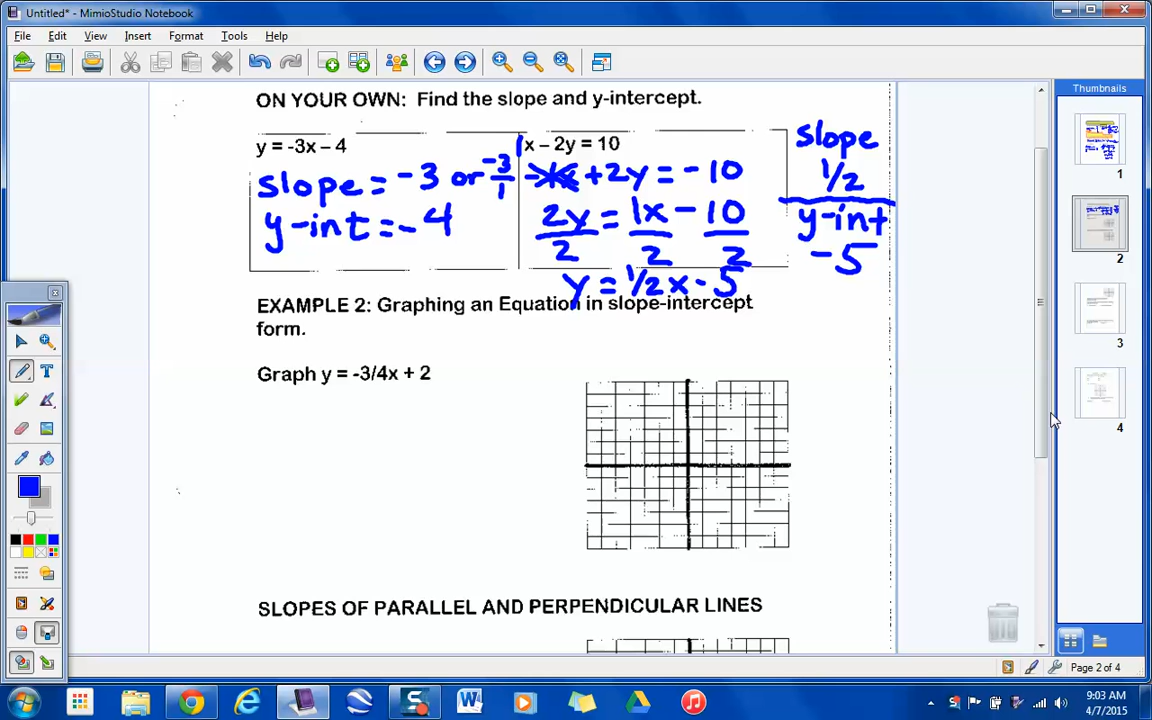 Untitled* - MimioStudio Notebook
File Edit View Insert Format Tools Help
ON YOUR OWN: Find the slope and y-intercept.
y = -3x – 4
slope = -3 or -3/1
y-int = -4
1x – 2y = 10
+2y = -10
2y = 1x - 10
2 2 2
y = 1/2 x - 5
slope
1/2
y-int
-5
EXAMPLE 2: Graphing an Equation in slope-intercept
form.
Graph y = -3/4x + 2
SLOPES OF PARALLEL AND PERPENDICULAR LINES
Thumbnails
1
2
3
4
Page 2 of 4
9:03 AM
4/7/2015